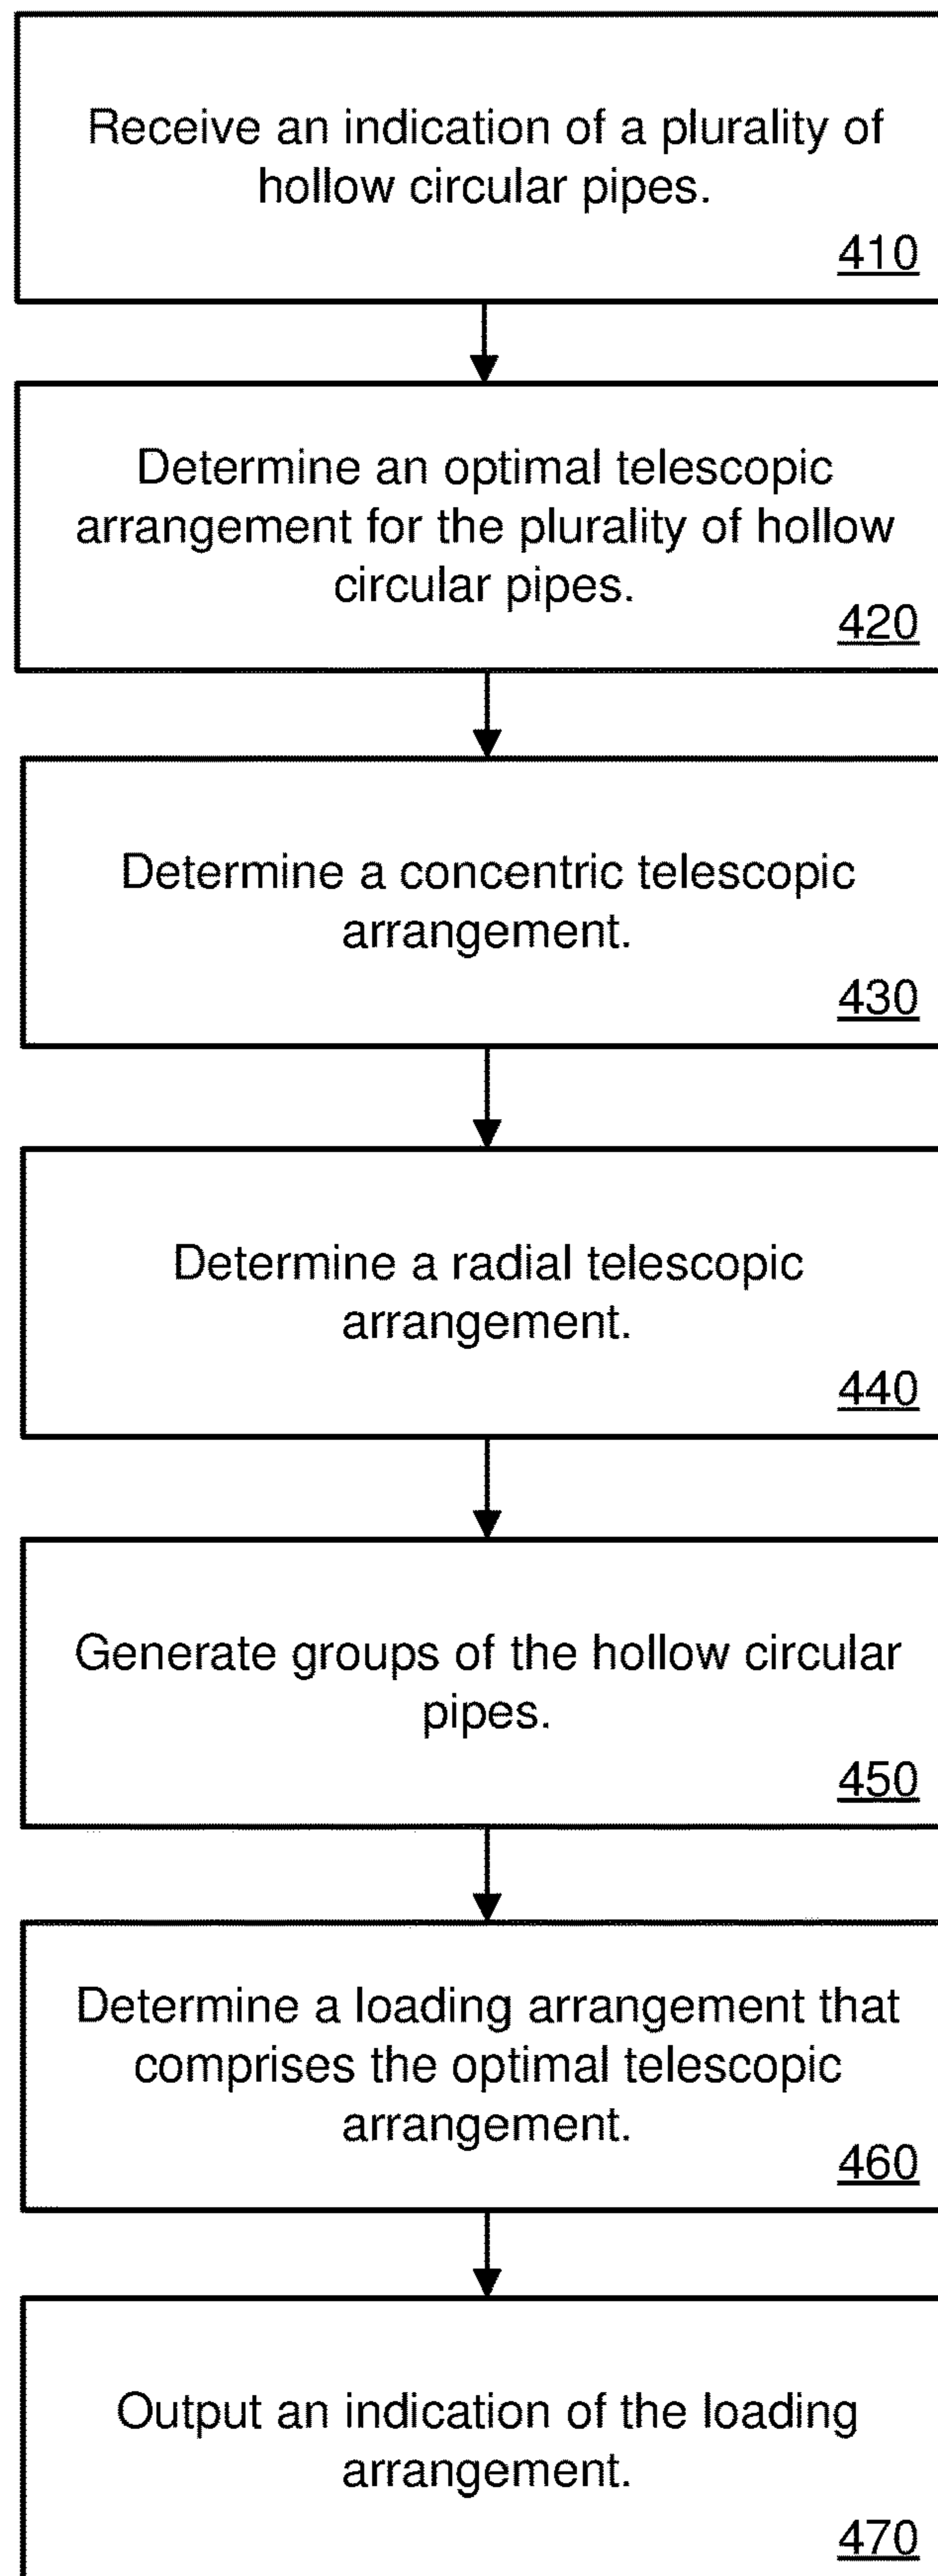 Receive an indication of a plurality of
hollow circular pipes.
410
Determine an optimal telescopic
arrangement for the plurality of hollow
circular pipes.
420
Determine a concentric telescopic
arrangement.
430
Determine a radial telescopic
arrangement.
440
Generate groups of the hollow circular
pipes.
450
Determine a loading arrangement that
comprises the optimal telescopic
arrangement.
460
Output an indication of the loading
arrangement.
470